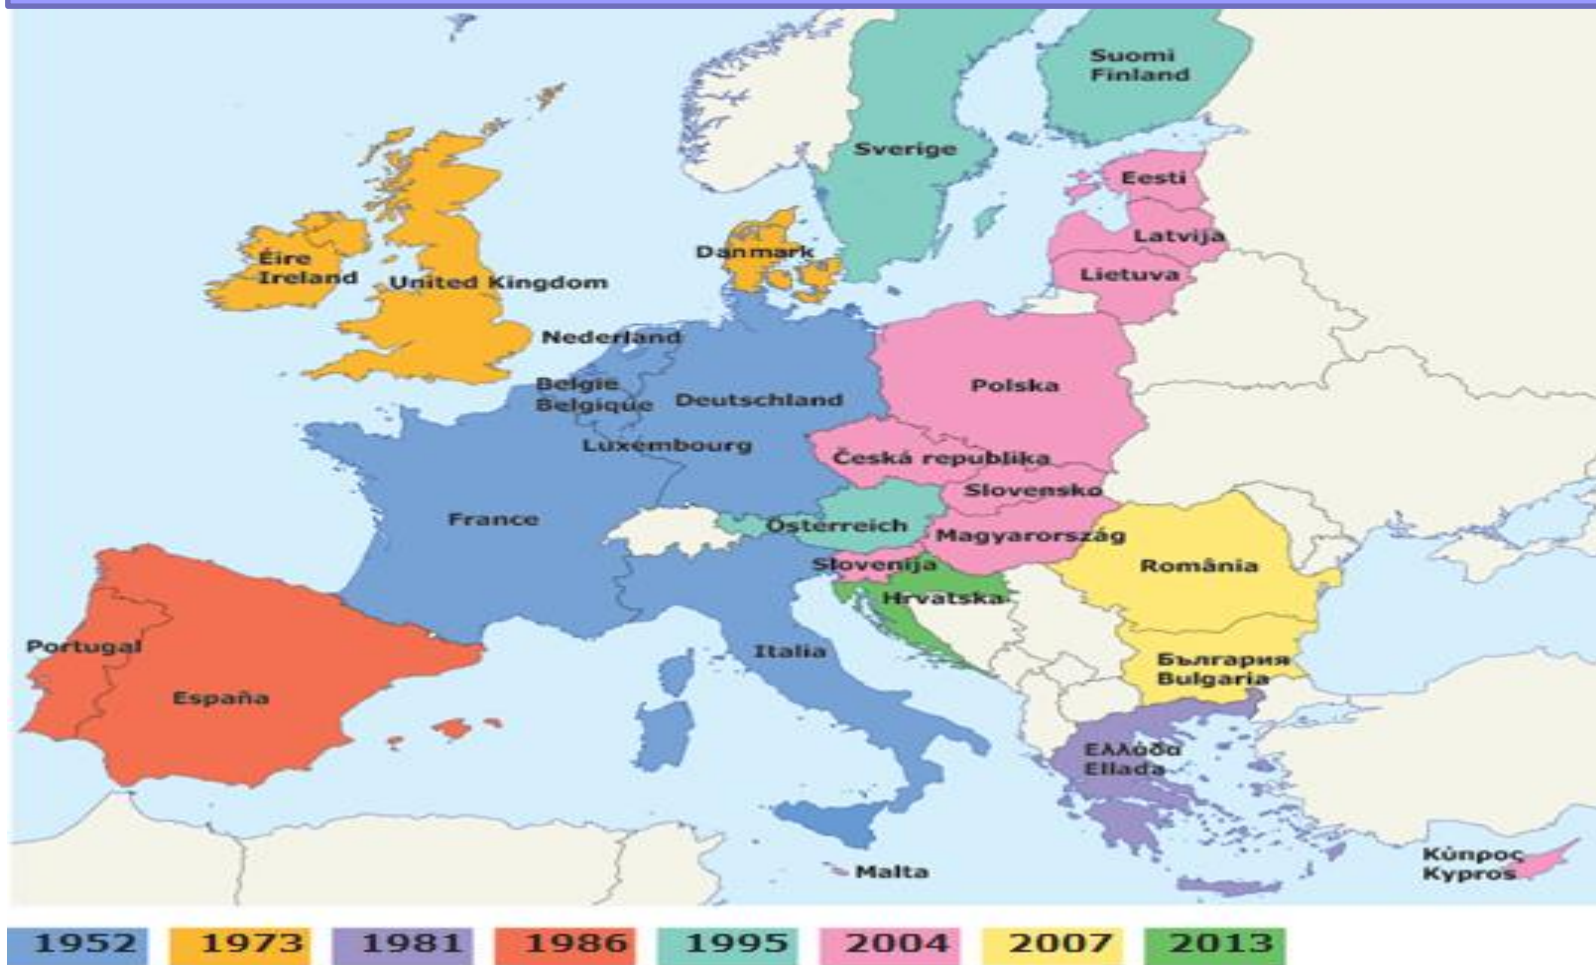 Suomi
Finland
Sverige
Eesti
Latvija
Lietuva
Danmark
Éire
Ireland
United Kingdom
Nederland
België
Belgique
Deutschland
Luxembourg
Polska
Česká republika
Slovensko
France
Österreich
Magyarország
Slovenija
Hrvatska
România
Portugal
España
Italia
България
Bulgaria
Ελλάδα
Ellada
Malta
Κύπρος
Kypros
1952 1973 1981 1986 1995 2004 2007 2013